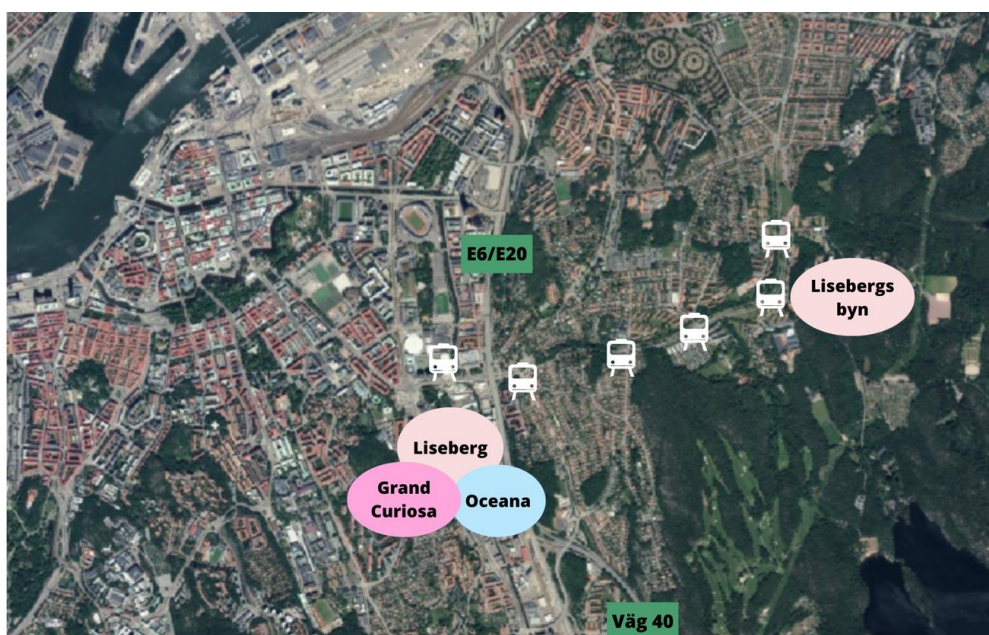 E6/E20
Lisebergs
byn
Liseberg
Grand
Curiosa
Oceana
Väg 40